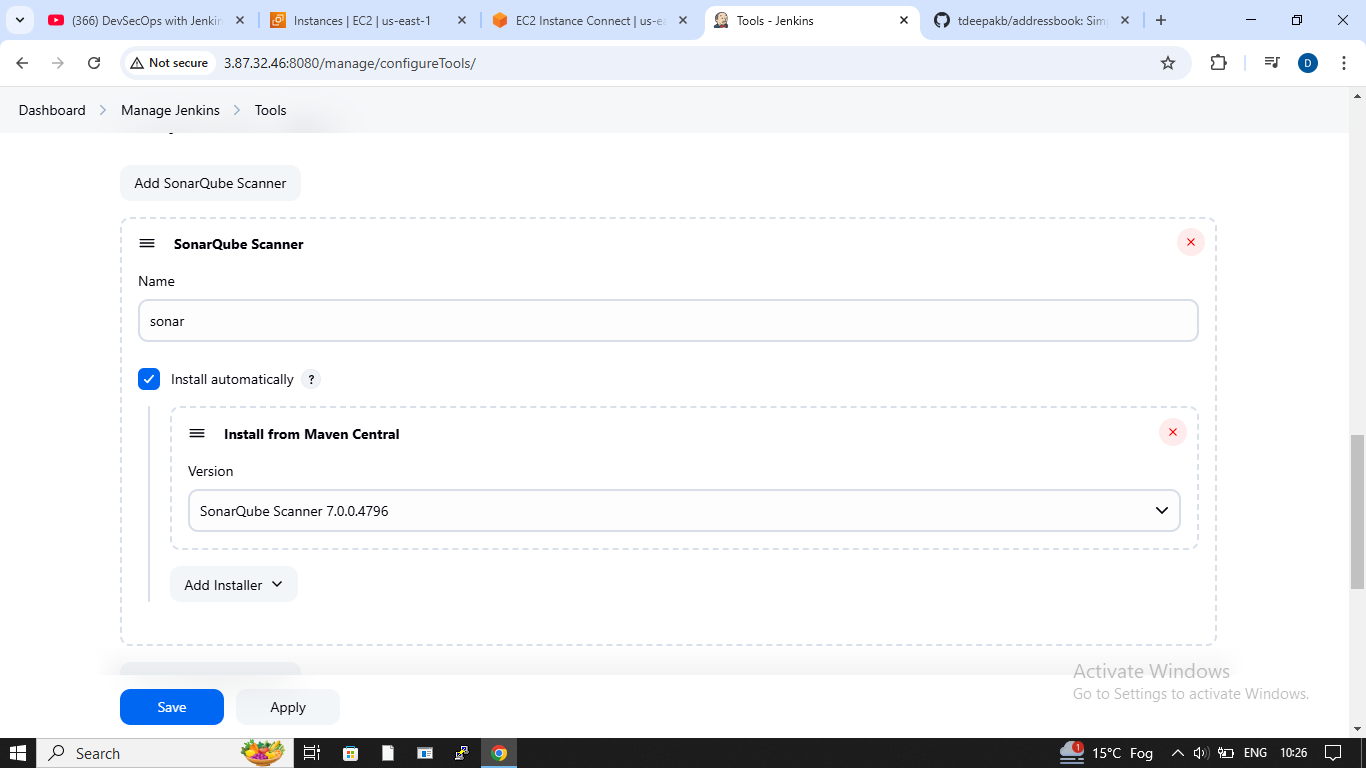 (366) DevSecOps with Jenkin
Instances | EC2 | us-east-1
EC2 Instance Connect | us-ea
Tools - Jenkins
tdeepakb/addressbook: Sim
Not secure
3.87.32.46:8080/manage/configureTools/
D
Dashboard
Manage Jenkins
Tools
Add SonarQube Scanner
SonarQube Scanner
Name
sonar
Install automatically ?
Install from Maven Central
Version
SonarQube Scanner 7.0.0.4796
Add Installer
Save
Apply
Activate Windows
Go to Settings to activate Windows.
Search
1
15°C Fog
ENG
10:26